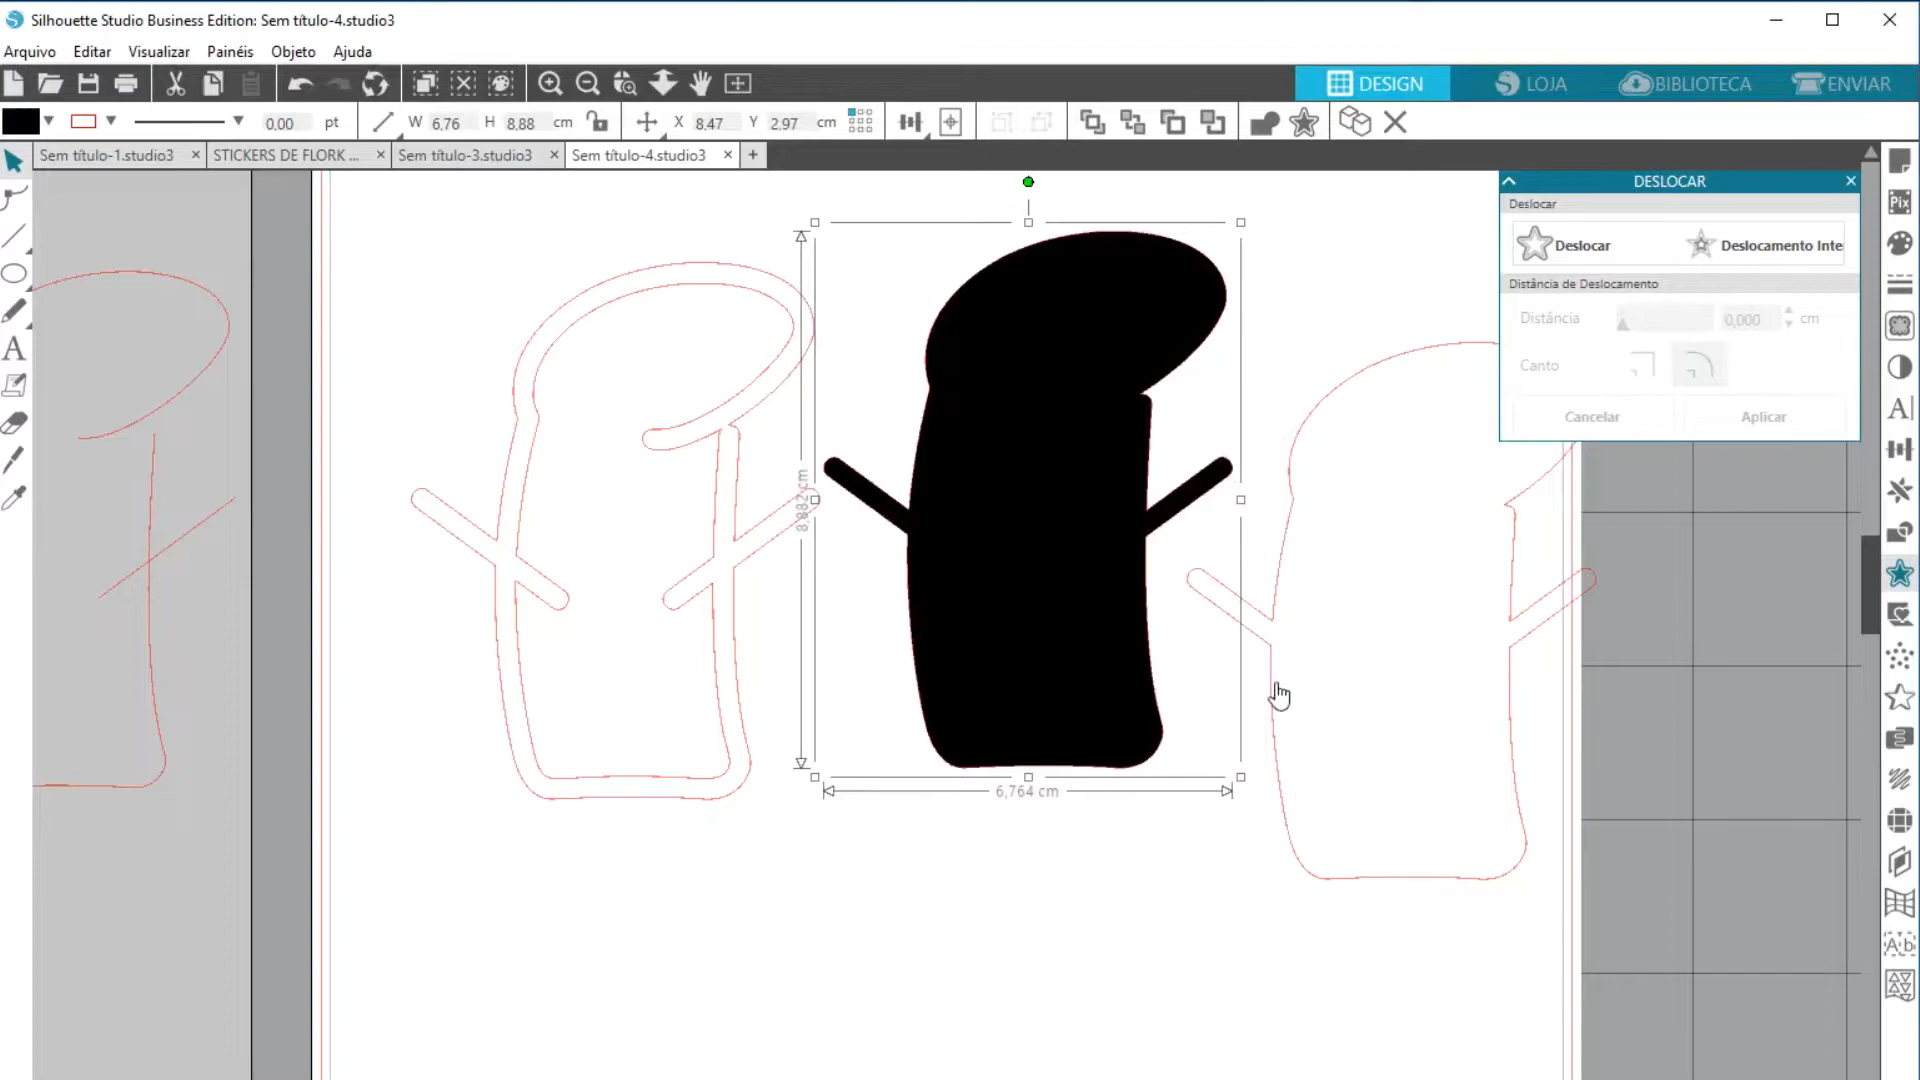 Silhouette Studio Business Edition: Sem título-4.studio3
Arquivo Editar Visualizar Painéis Objeto Ajuda
DESIGN LOJA BIBLIOTECA ENVIAR
0,00 pt W 6,76 H 8,88 cm X 8,47 Y 2,97 cm
Sem título-1.studio3 STICKERS DE FLORK ... Sem título-3.studio3 Sem título-4.studio3
DESLOCAR
Deslocar
Deslocar Deslocamento Inte
Distância de Deslocamento
Distância 0,000 cm
Canto
Cancelar Aplicar
8,882 cm
6,764 cm
Pix
A
A
A b